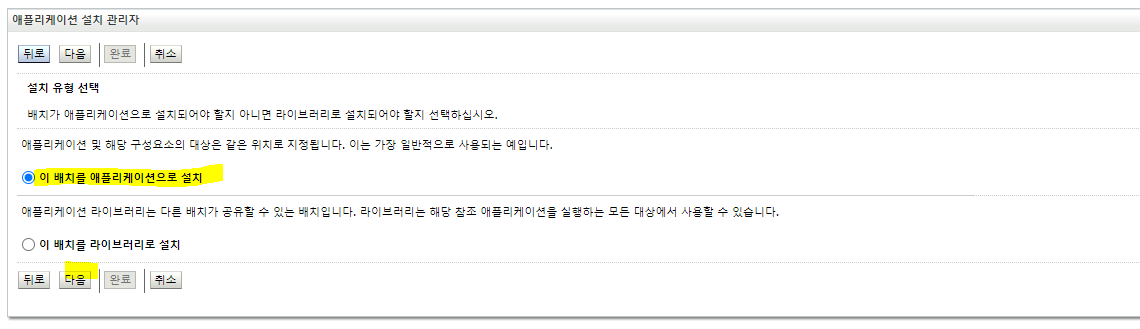 애플리케이션 설치 관리자
뒤로 다음 완료 취소
설치 유형 선택
배치가 애플리케이션으로 설치되어야 할지 아니면 라이브러리로 설치되어야 할지 선택하십시오.
애플리케이션 및 해당 구성요소의 대상은 같은 위치로 지정됩니다. 이는 가장 일반적으로 사용되는 예입니다.
이 배치를 애플리케이션으로 설치
애플리케이션 라이브러리는 다른 배치가 공유할 수 있는 배치입니다. 라이브러리는 해당 참조 애플리케이션을 실행하는 모든 대상에서 사용할 수 있습니다.
이 배치를 라이브러리로 설치
뒤로 다음 완료 취소